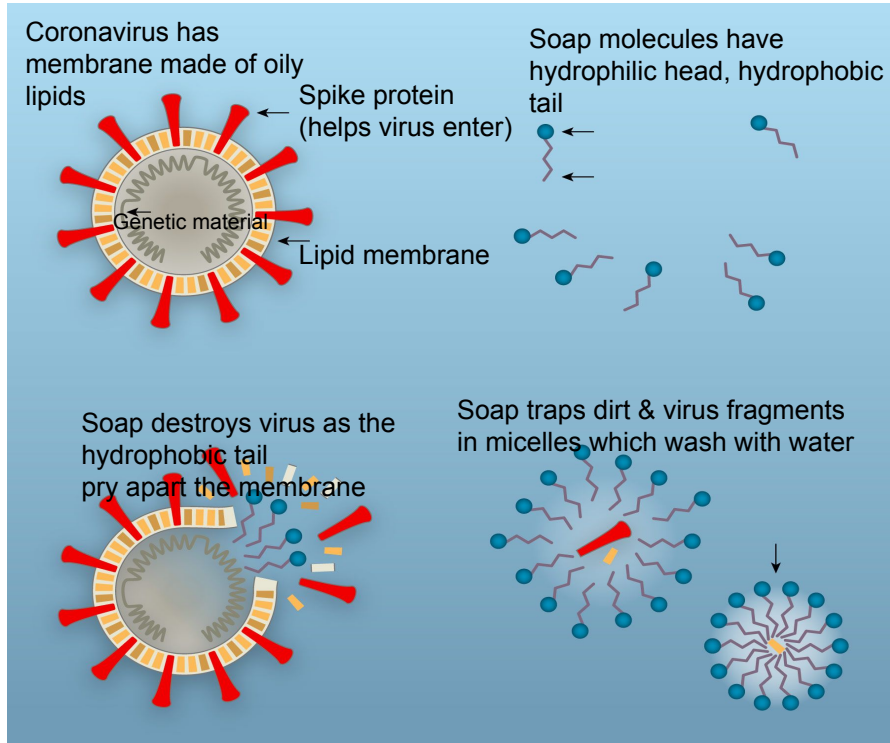 Coronavirus has
membrane made of oily
lipids
Spike protein
(helps virus enter)
Genetic material
Lipid membrane
Soap molecules have
hydrophilic head, hydrophobic
tail
Soap destroys virus as the
hydrophobic tail
pry apart the membrane
Soap traps dirt & virus fragments
in micelles which wash with water